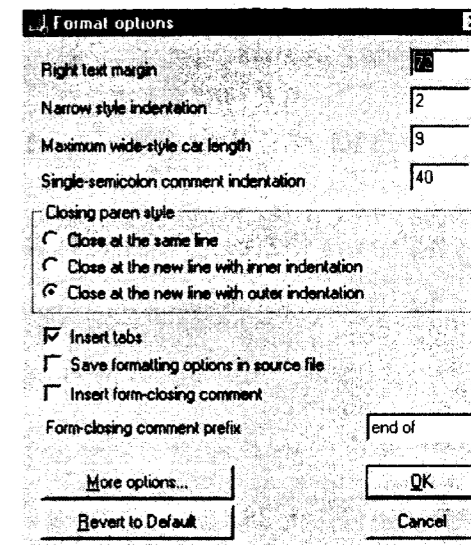 Format options
Right text margin
Narrow style indentation 2
Maximum wide-style car length 9
Single-semicolon comment indentation 40
Closing paren style
Close at the same line
Close at the new line with inner indentation
Close at the new line with outer indentation
Insert tabs
Save formatting options in source file
Insert form-closing comment
Form-closing comment prefix end of
More options... OK
Revert to Default Cancel